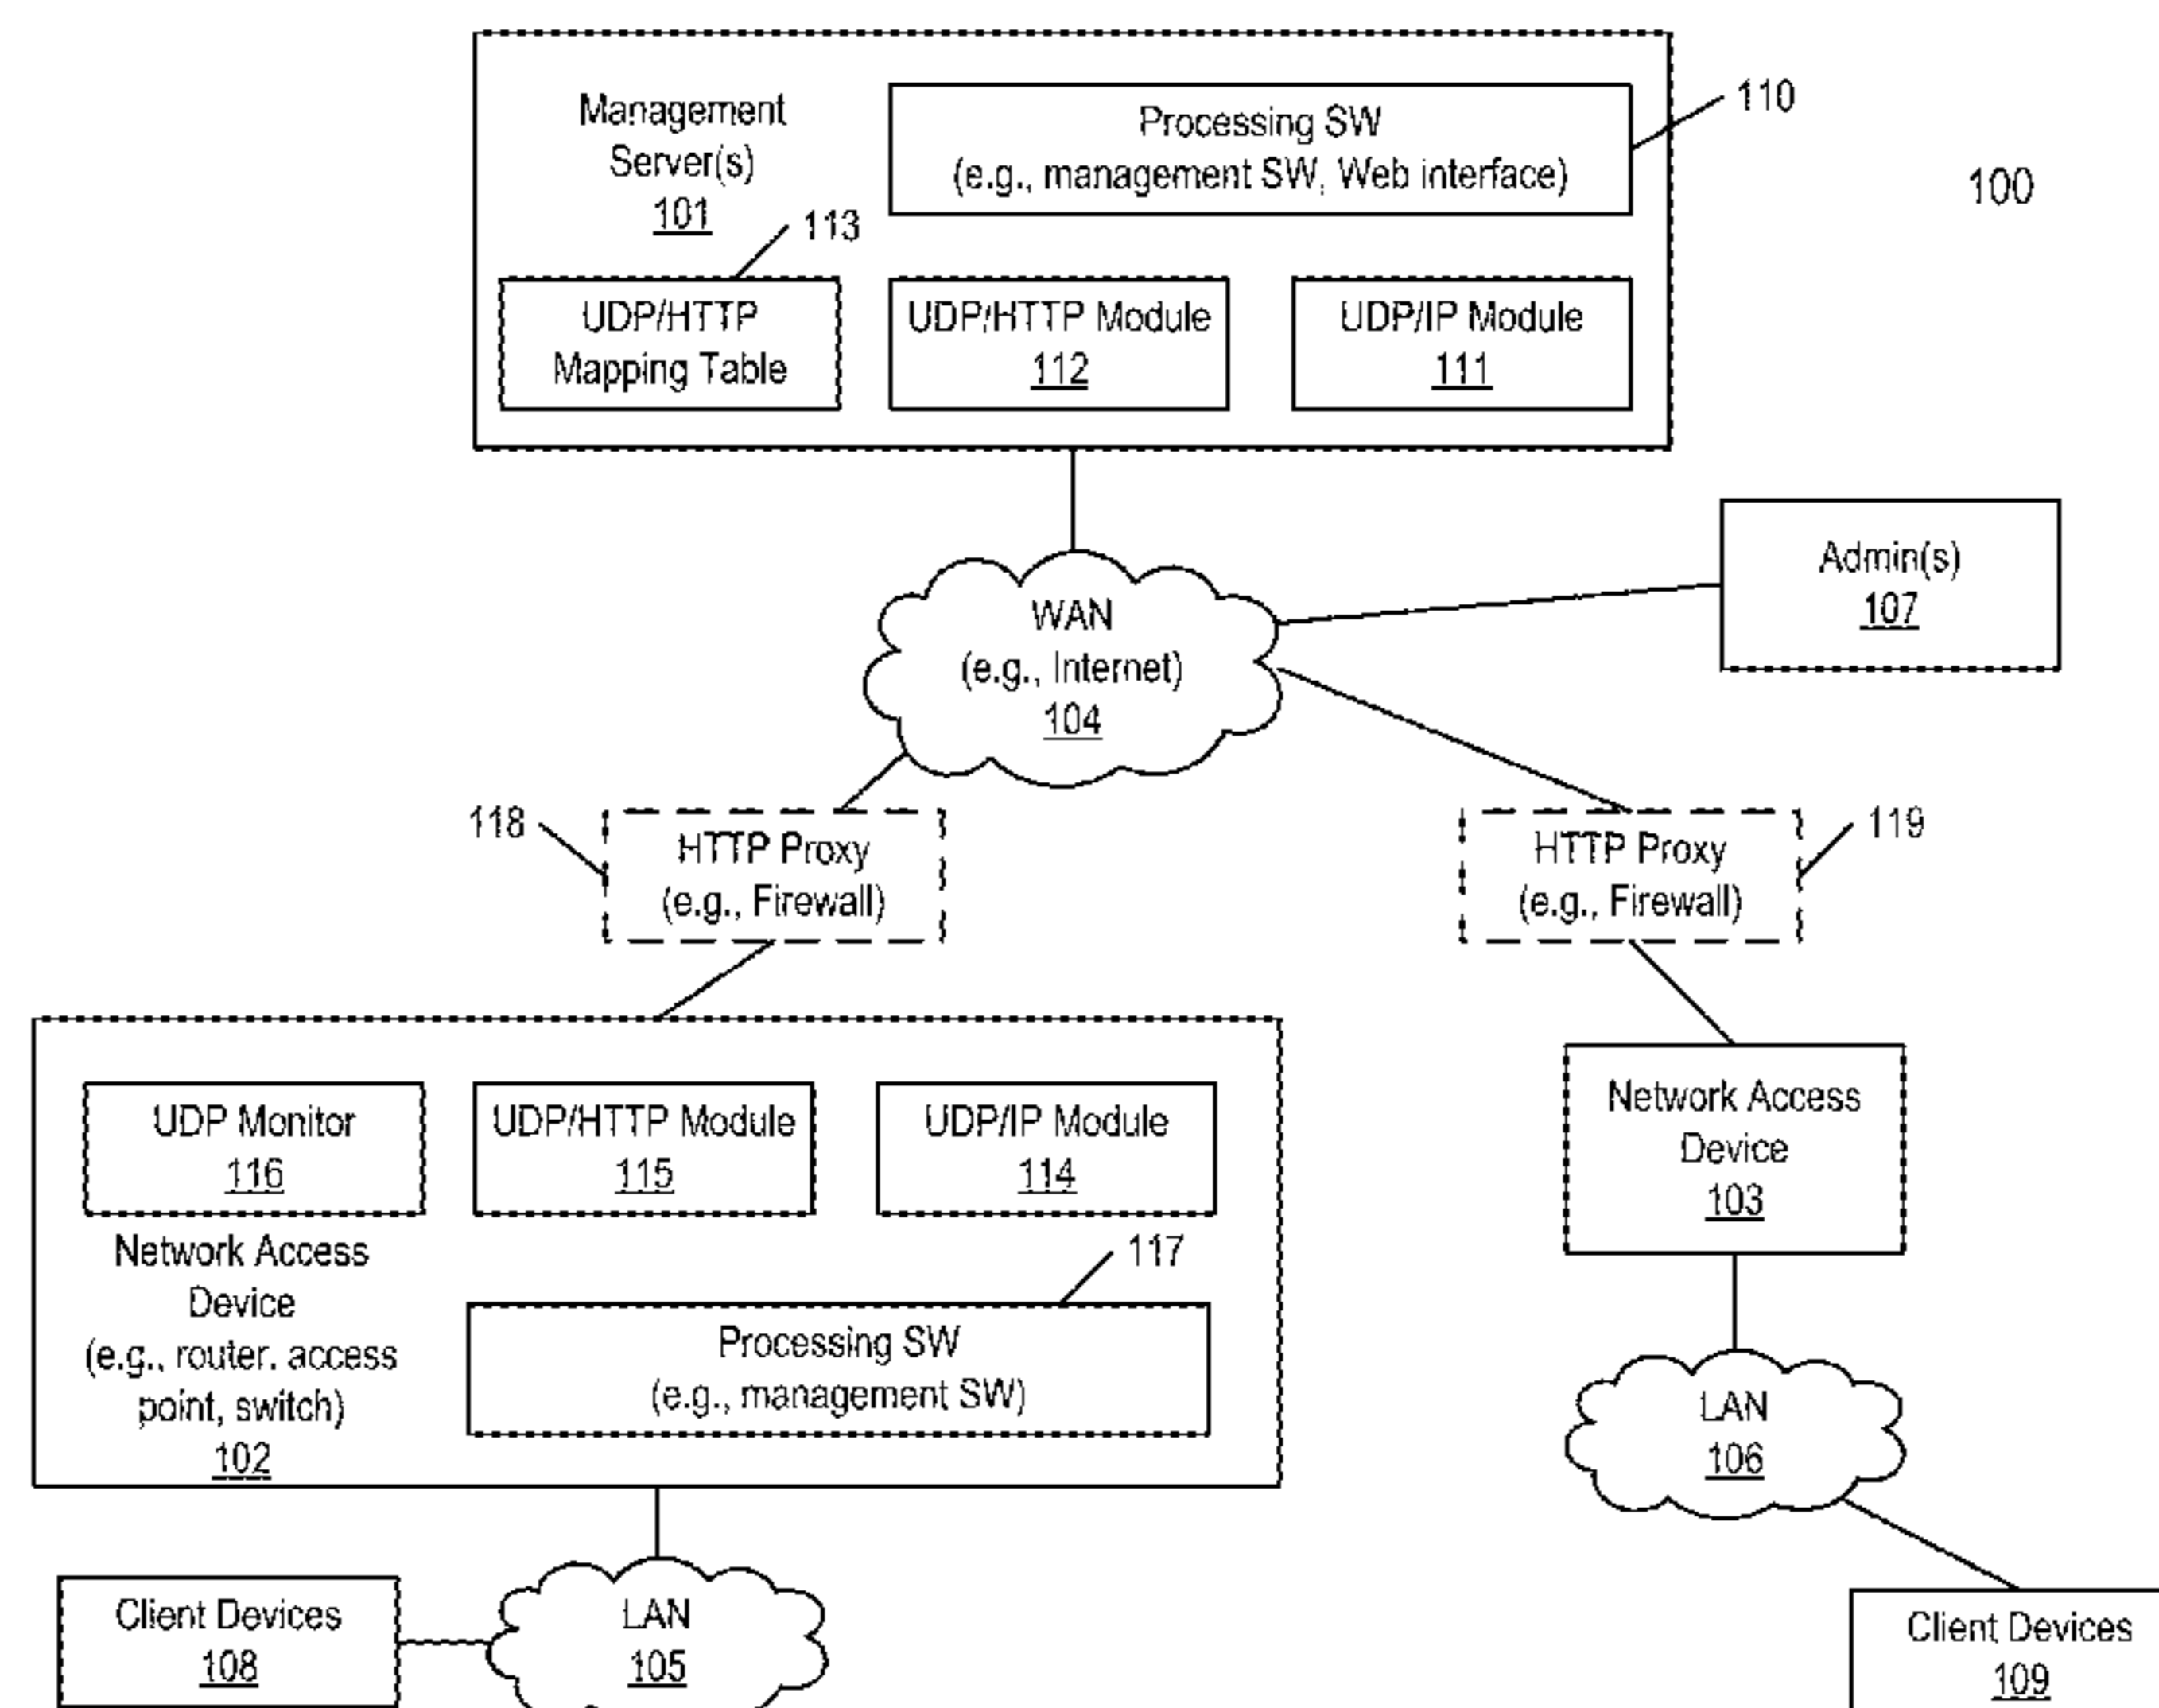 Management
Server(s)
101
Processing SW
(e.g., management SW, Web interface)
110
100
113
UDP/HTTP
Mapping Table
UDP/HTTP Module
112
UDP/IP Module
111
WAN
(e.g., Internet)
104
Admin(s)
107
118
HTTP Proxy
(e.g., Firewall)
HTTP Proxy
(e.g., Firewall)
119
UDP Monitor
116
UDP/HTTP Module
115
UDP/IP Module
114
Network Access
Device
(e.g., router. access
point, switch)
102
117
Processing SW
(e.g., management SW)
Network Access
Device
103
LAN
106
Client Devices
108
LAN
105
Client Devices
109